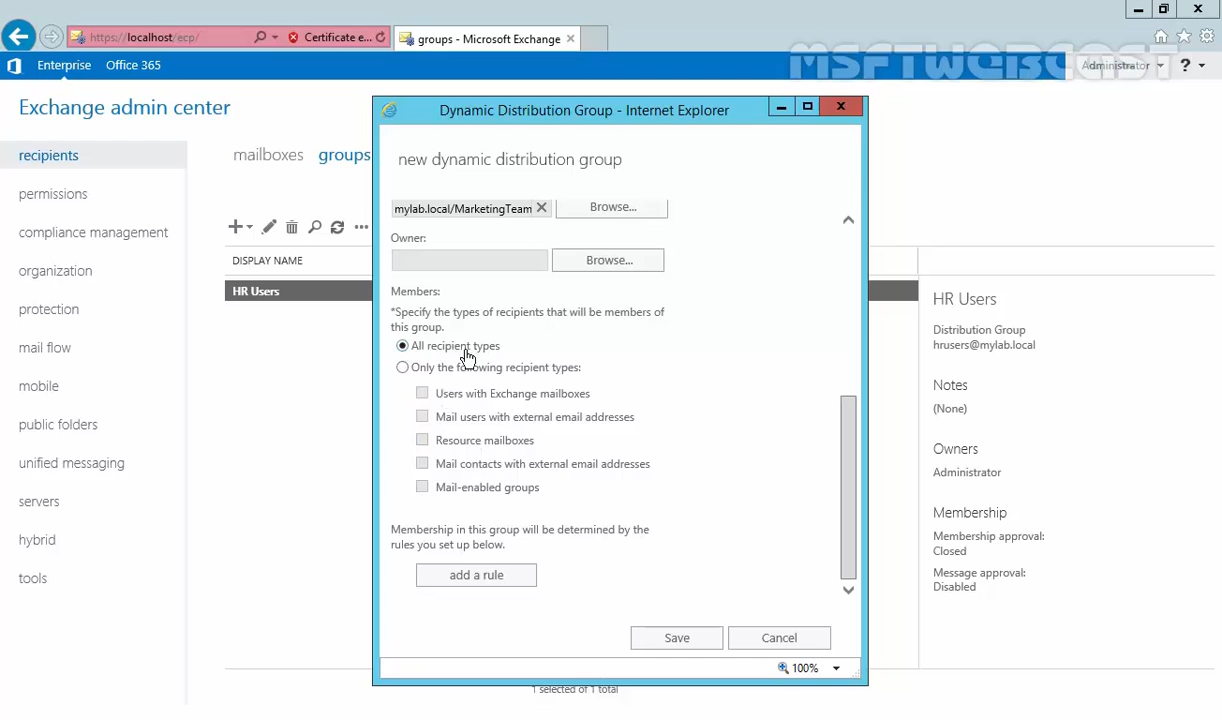 https://localhost/ecp/
Certificate e...
groups - Microsoft Exchange
MSFTWEBCAST
Enterprise
Office 365
Administrator
?
Exchange admin center
recipients
permissions
compliance management
organization
protection
mail flow
mobile
public folders
unified messaging
servers
hybrid
tools
mailboxes
groups
DISPLAY NAME
HR Users
Dynamic Distribution Group - Internet Explorer
new dynamic distribution group
mylab.local/MarketingTeam
Browse...
Owner:
Browse...
Members:
*Specify the types of recipients that will be members of
this group.
All recipient types
Only the following recipient types:
Users with Exchange mailboxes
Mail users with external email addresses
Resource mailboxes
Mail contacts with external email addresses
Mail-enabled groups
Membership in this group will be determined by the
rules you set up below.
add a rule
Save
Cancel
100%
HR Users
Distribution Group
hrusers@mylab.local
Notes
(None)
Owners
Administrator
Membership
Membership approval:
Closed
Message approval:
Disabled
1 selected of 1 total